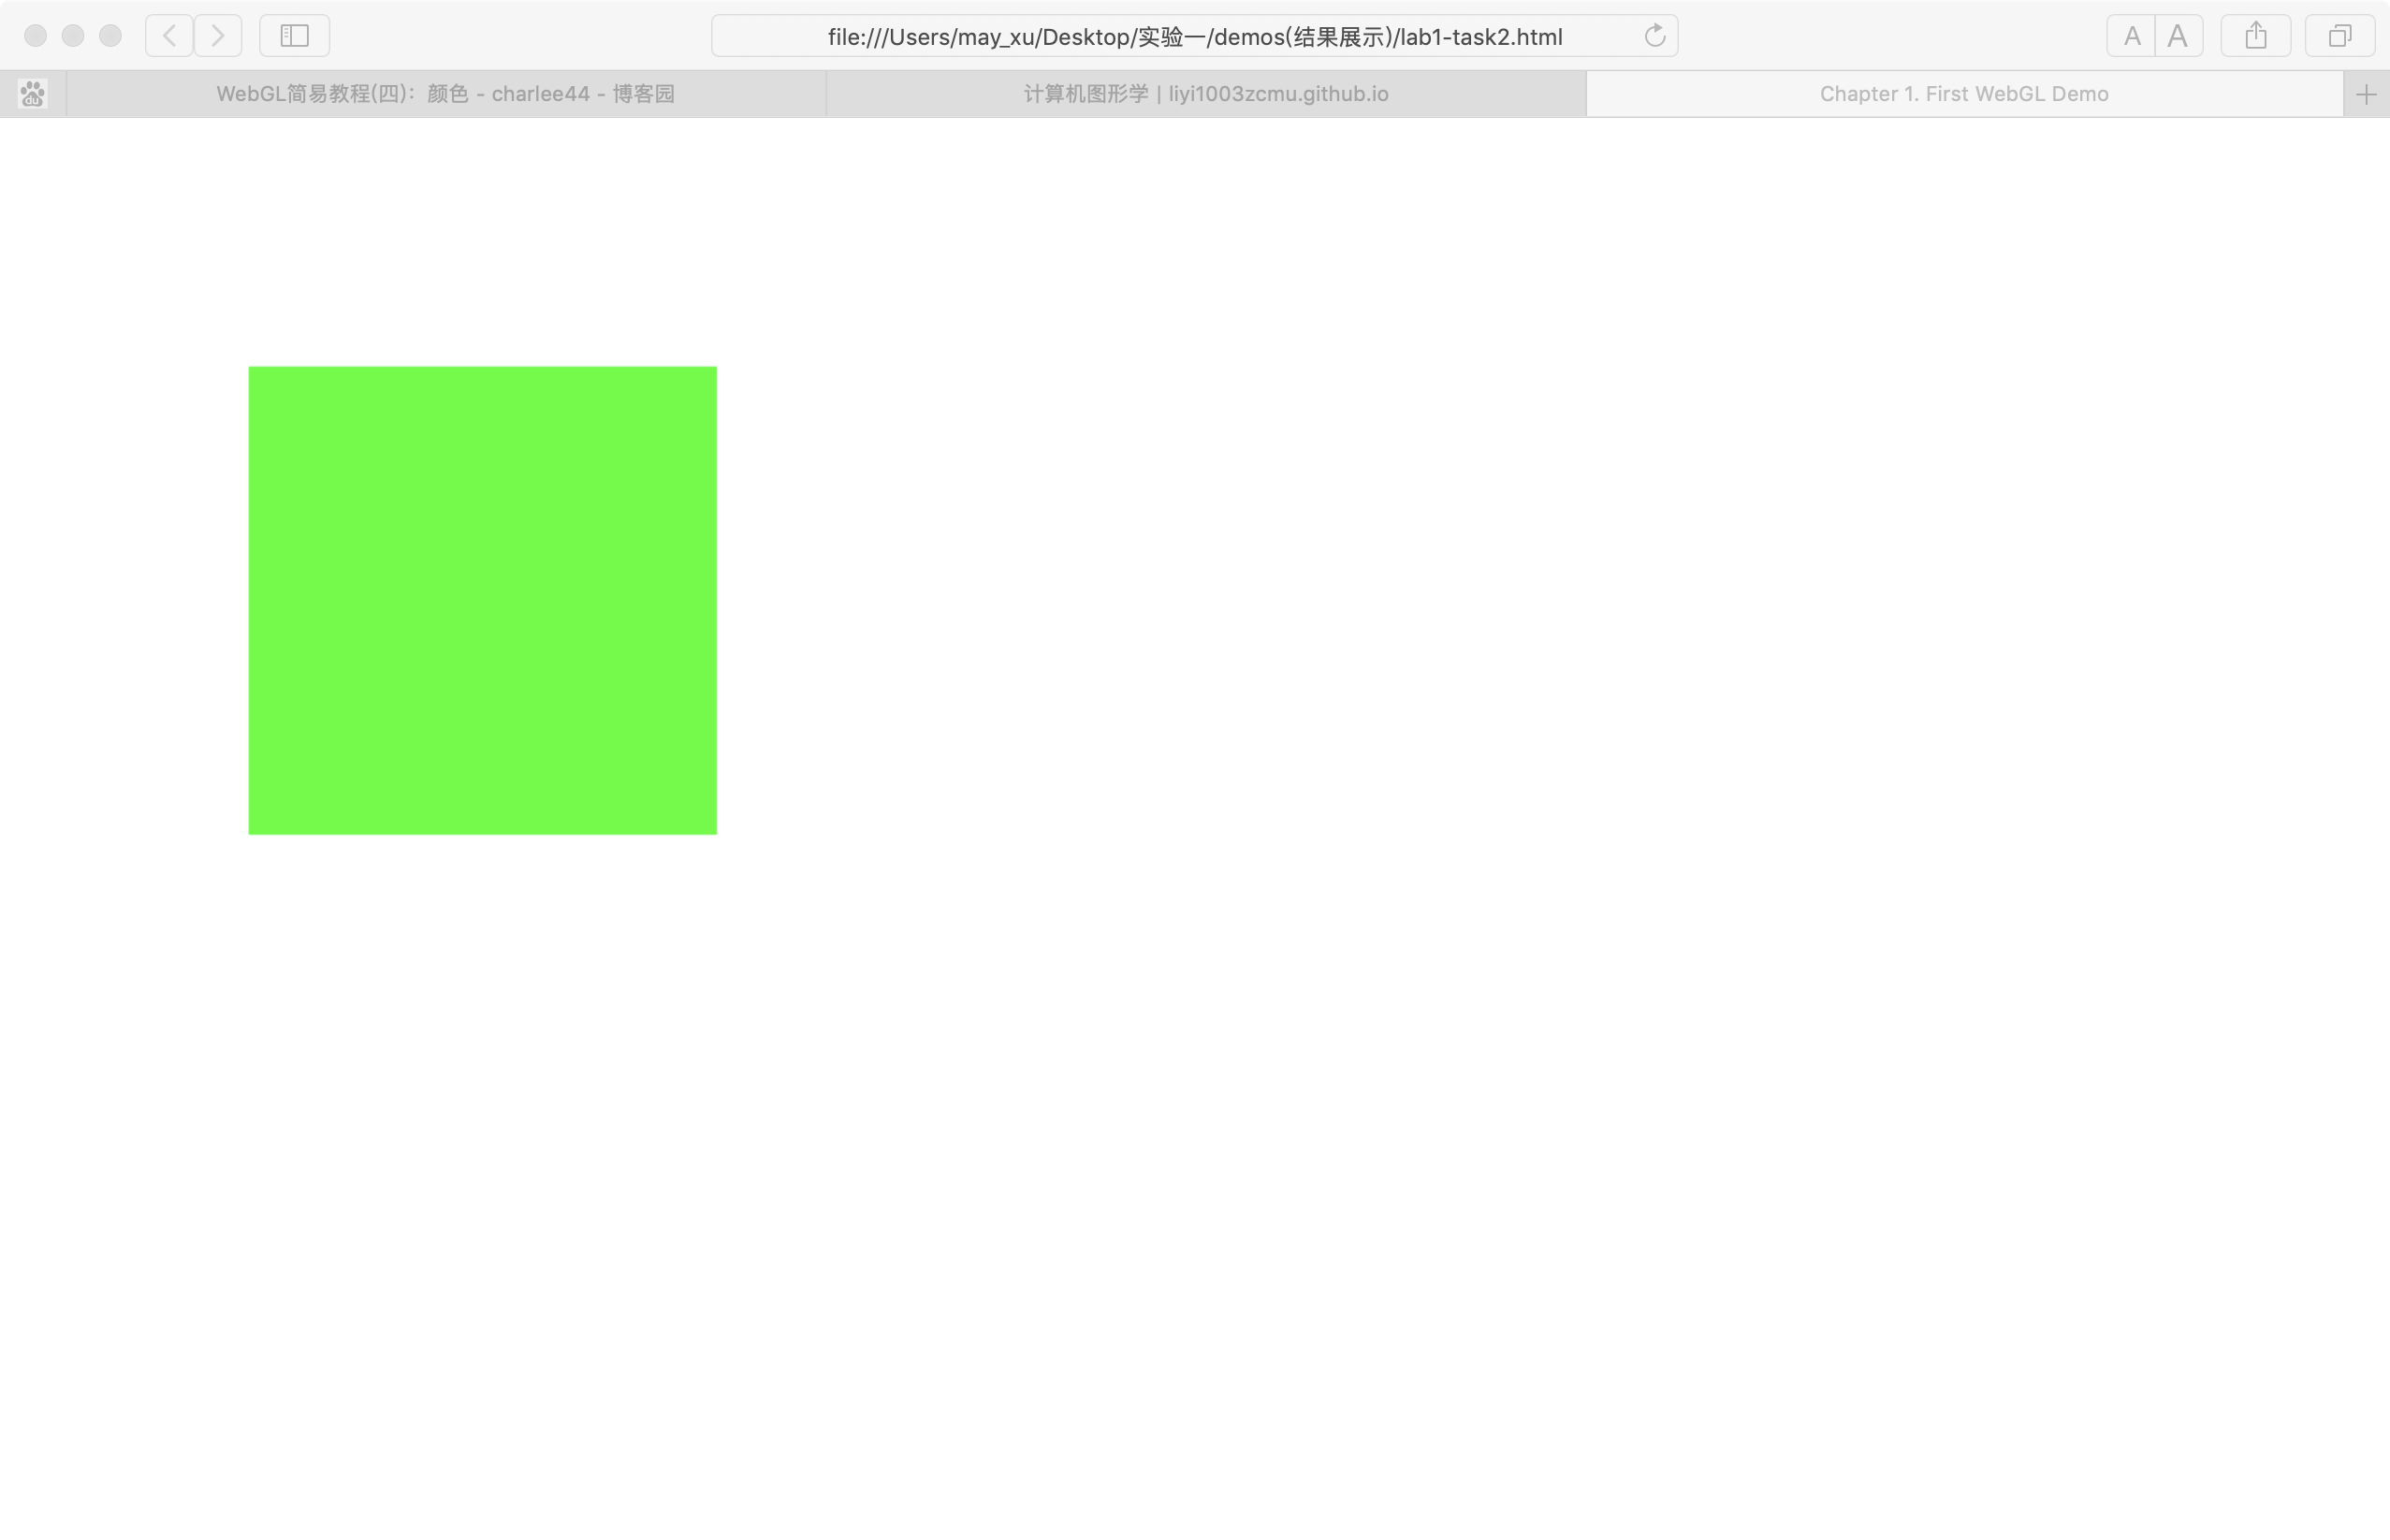 file:///Users/may_xu/Desktop/实验一/demos(结果展示)/lab1-task2.html
A A
du
WebGL简易教程(四)：颜色 - charlee44 - 博客园
计算机图形学 | liyi1003zcmu.github.io
Chapter 1. First WebGL Demo